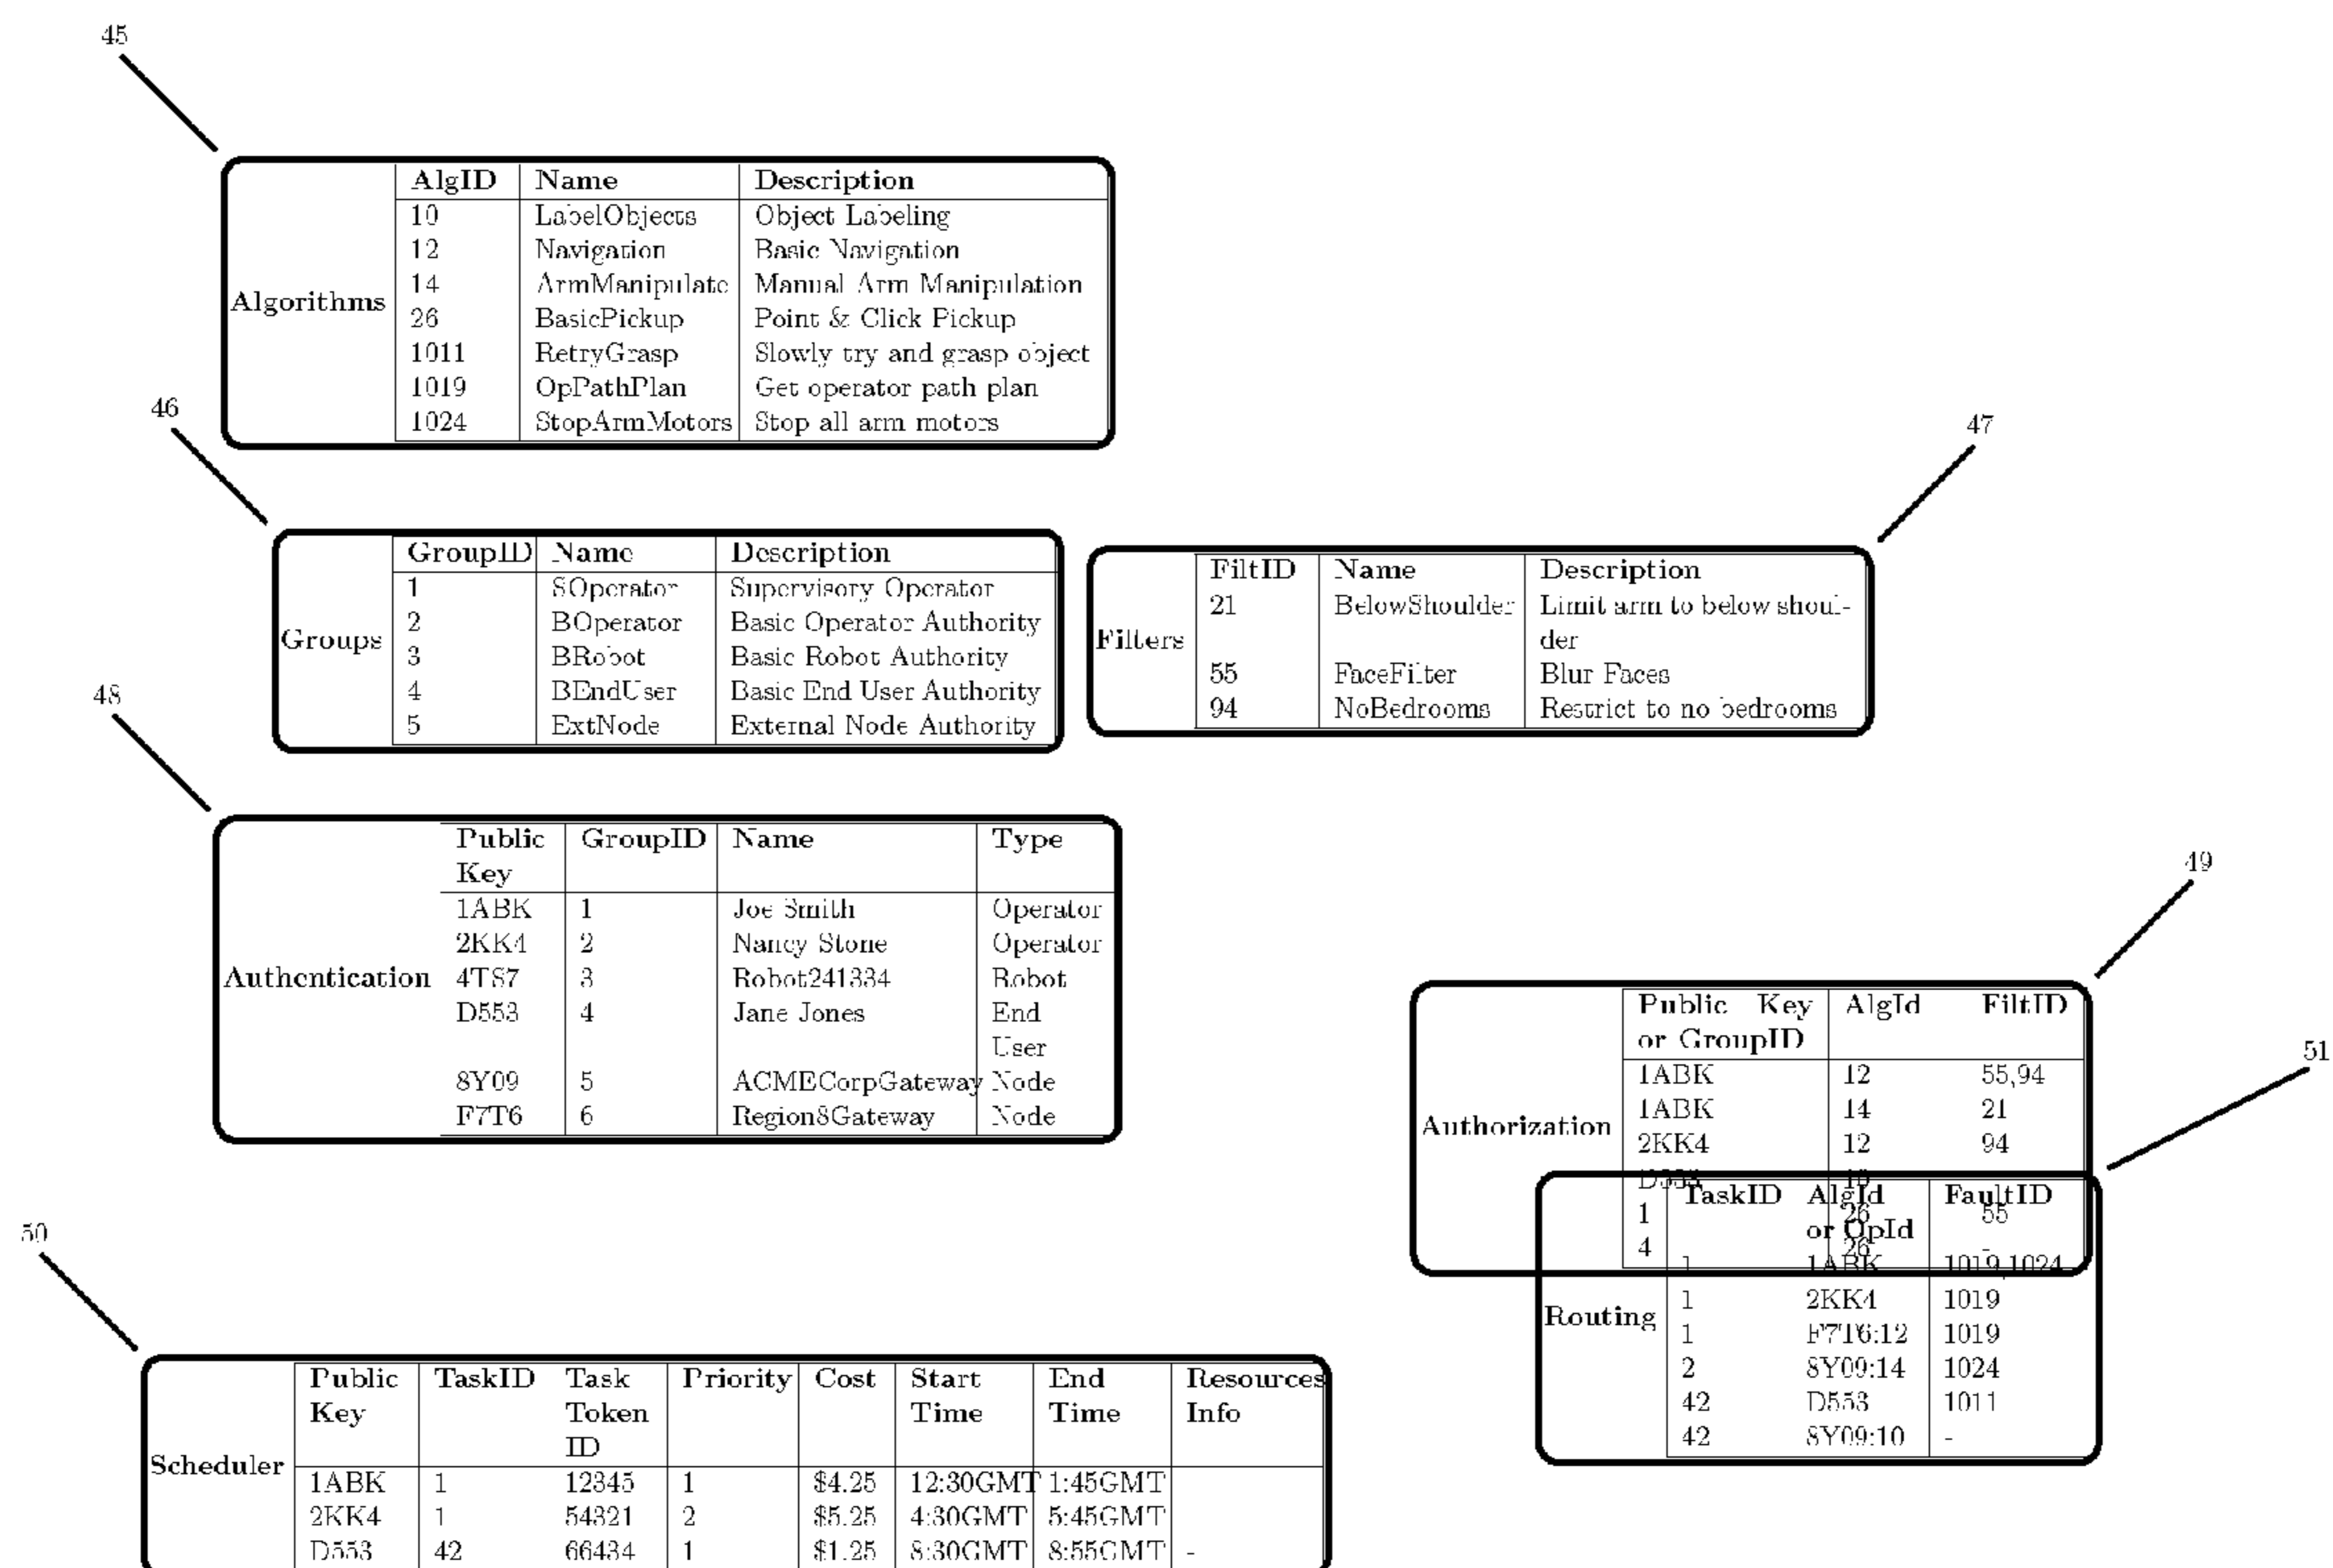 45
AlgID Name Description
10 LabelObjects Object Labeling
12 Navigation Basic Navigation
14 ArmManipulate Manual Arm Manipulation
Algorithms
26 BasicPickup Point & Click Pickup
1011 RetryGrasp Slowly try and grasp object
1019 OpPathPlan Get operator path plan
1024 StopArmMotors Stop all arm motors
46
GroupID Name Description
1 SOperator Supervisory Operator
2 BOperator Basic Operator Authority
Groups
3 BRobot Basic Robot Authority
4 BEndUser Basic End User Authority
5 ExtNode External Node Authority
47
FiltID Name Description
21 BelowShoulder Limit arm to below shoul-
der
Filters
55 FaceFilter Blur Faces
94 NoBedrooms Restrict to no bedrooms
48
Public GroupID Name Type
Key
1ABK 1 Joe Smith Operator
2KK4 2 Nancy Stone Operator
Authentication 4TS7 3 Robot241334 Robot
D553 4 Jane Jones End
User
8Y09 5 ACMECorpGateway Node
F7T6 6 Region8Gateway Node
49
Public Key AlgId FiltID
or GroupID
1ABK 12 55,94
1ABK 14 21
Authorization
2KK4 12 94
D553
1 26 55
4 26 -
51
TaskID AlgId FaultID
or OpId
1 1ABK 1019,1024
1 2KK4 1019
Routing
1 F7T6:12 1019
2 8Y09:14 1024
42 D553 1011
42 8Y09:10 -
50
Public TaskID Task Priority Cost Start End Resources
Key Token Time Time Info
ID
Scheduler
1ABK 1 12345 1 $4.25 12:30GMT 1:45GMT
2KK4 1 54321 2 $5.25 4:30GMT 5:45GMT
D553 42 66434 1 $1.25 8:30GMT 8:55GMT -